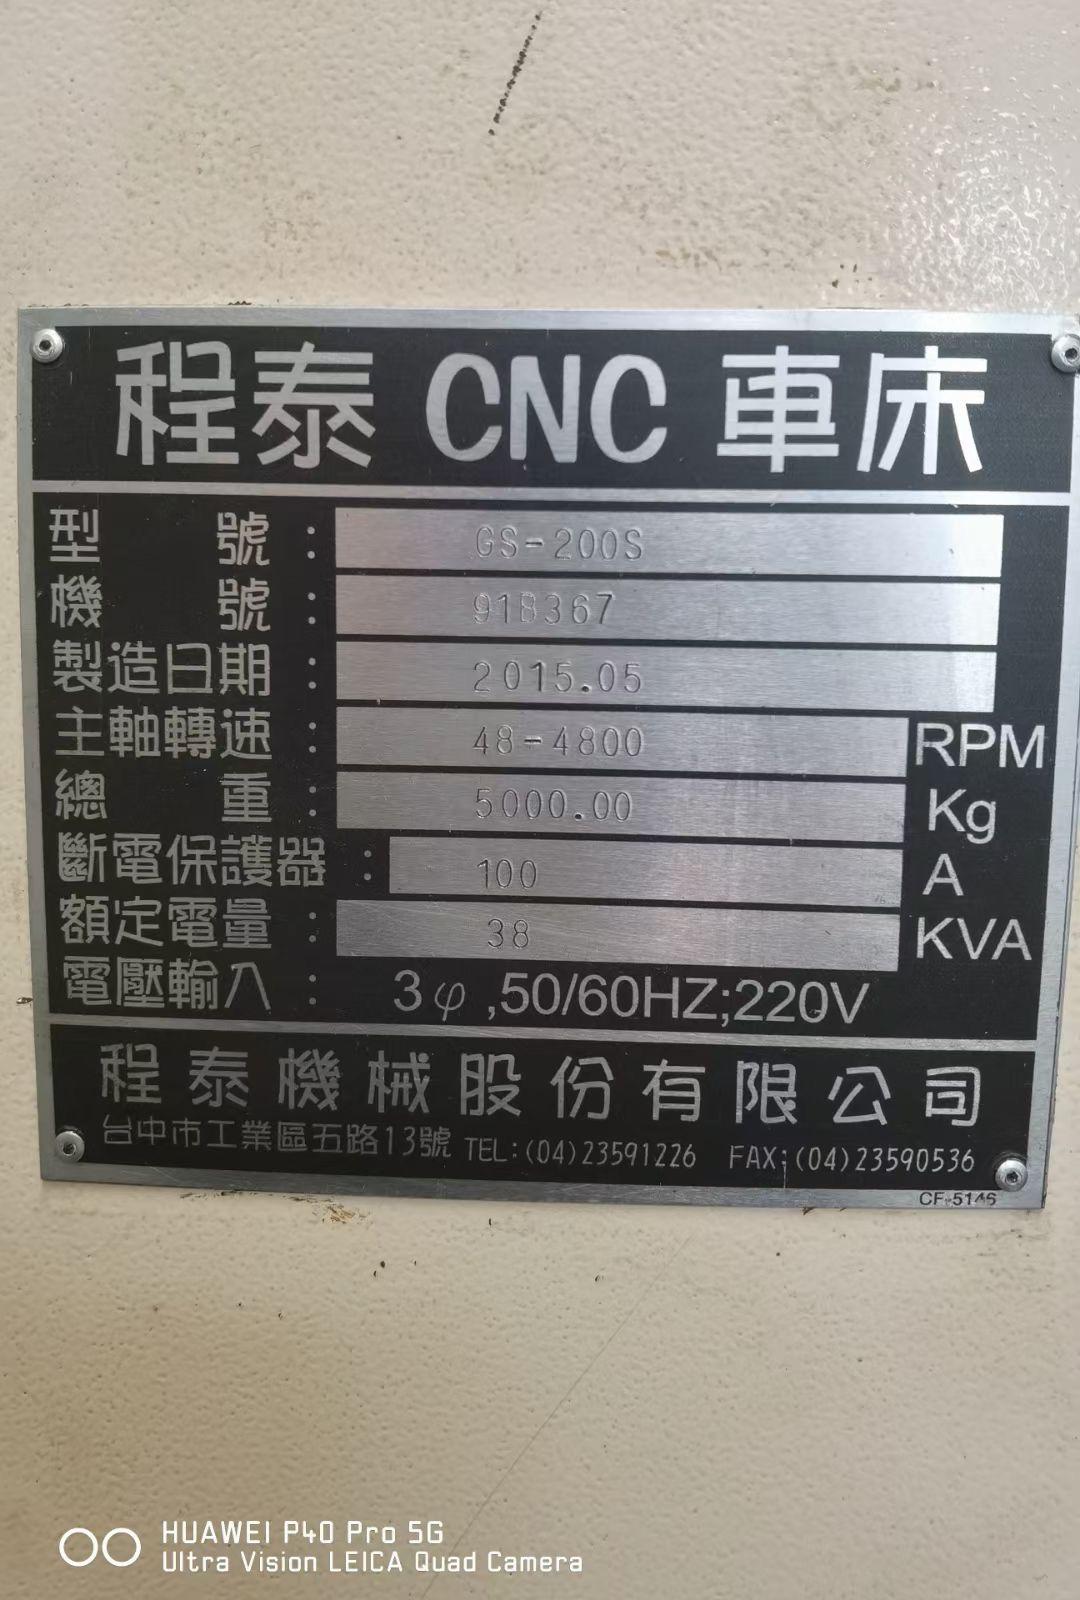 程泰 CNC 車床
型號： GS-200S
機號： 91B367
製造日期： 2015.05
主軸轉速： 48-4800 RPM
總重： 5000.00 Kg
斷電保護器： 100 A
額定電量： 38 KVA
電壓輸入： 3φ,50/60HZ;220V
程泰機械股份有限公司
台中市工業區五路13號 TEL:(04)23591226 FAX:(04)23590536
CF-5146
HUAWEI P40 Pro 5G
Ultra Vision LEICA Quad Camera